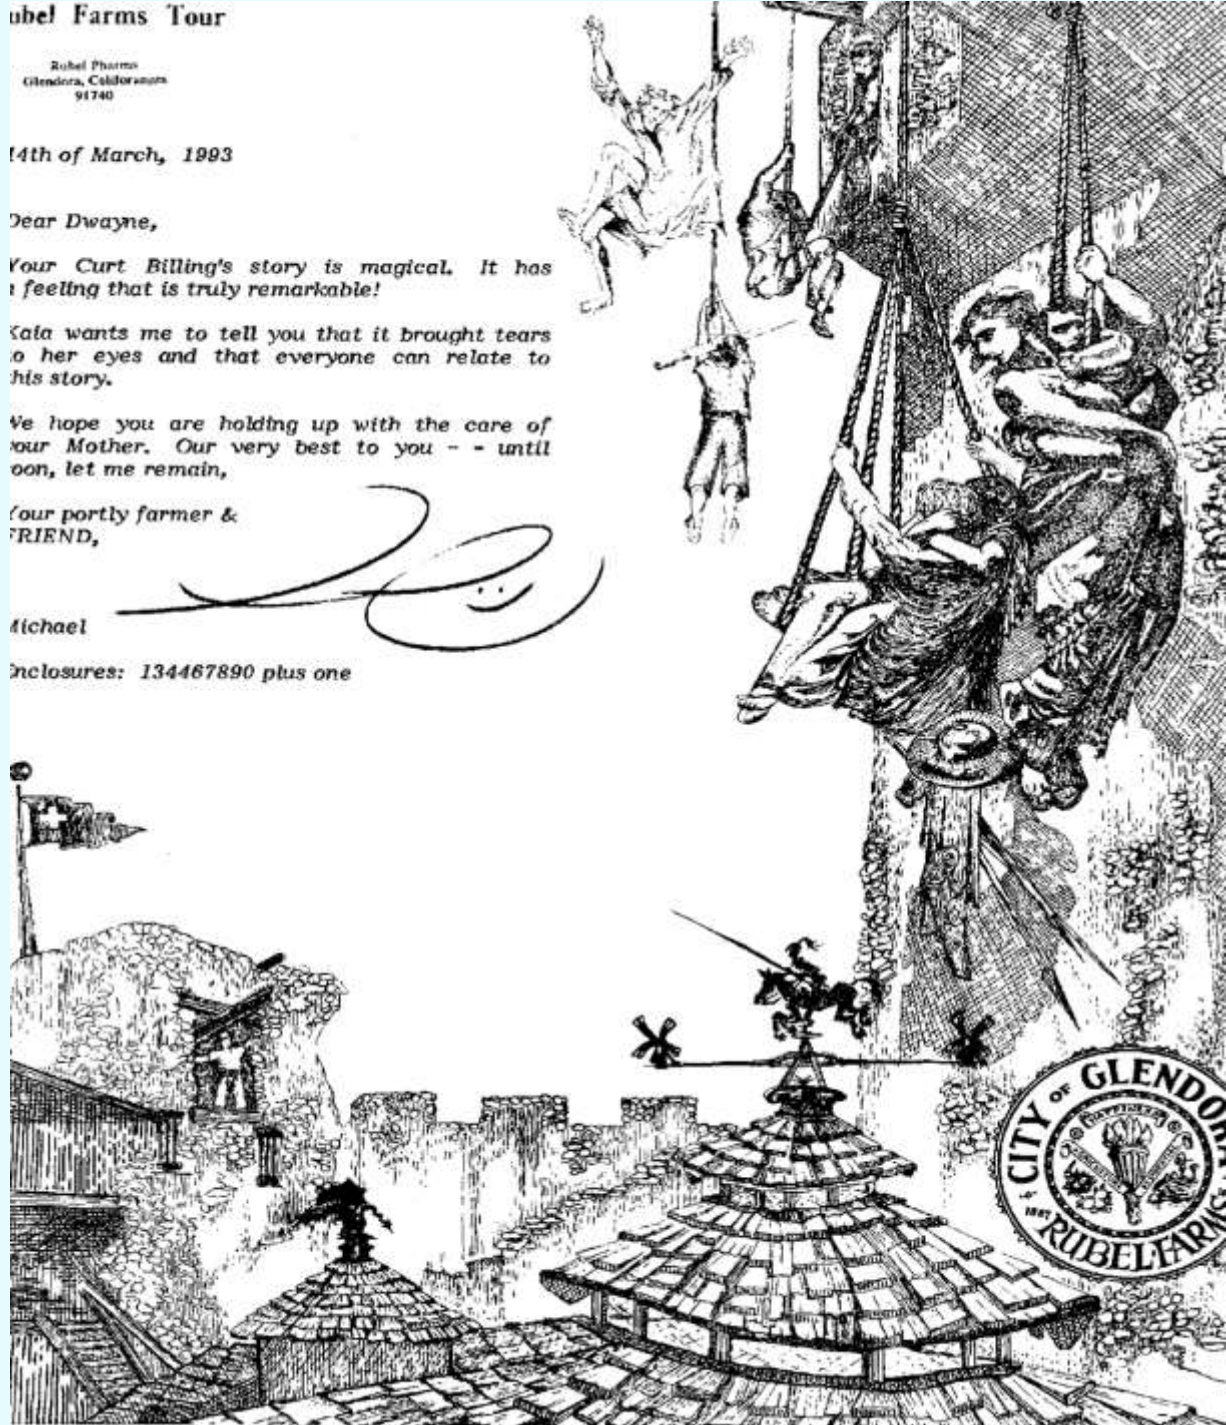 ubel Farms Tour
Rubel Pharms
Glendora,
91740
14th of March, 1993
Dear Dwayne,
Your Curt Billing's story is magical. It has
a feeling that is truly remarkable!
Kaia wants me to tell you that it brought tears
to her eyes and that everyone can relate to
this story.
We hope you are holding up with the care of
your Mother. Our very best to you - - until
soon, let me remain,
Your portly farmer &
FRIEND,
Michael
Enclosures: 134467890 plus one
CITY OF GLENDORA
1887
RUBEL FARMS